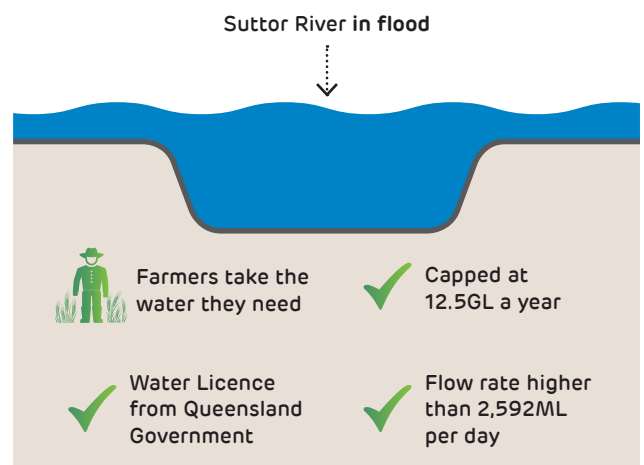 Suttor River in flood
Farmers take the
water they need
Capped at
12.5GL a year
Water Licence
from Queensland
Government
Flow rate higher
than 2,592ML
per day